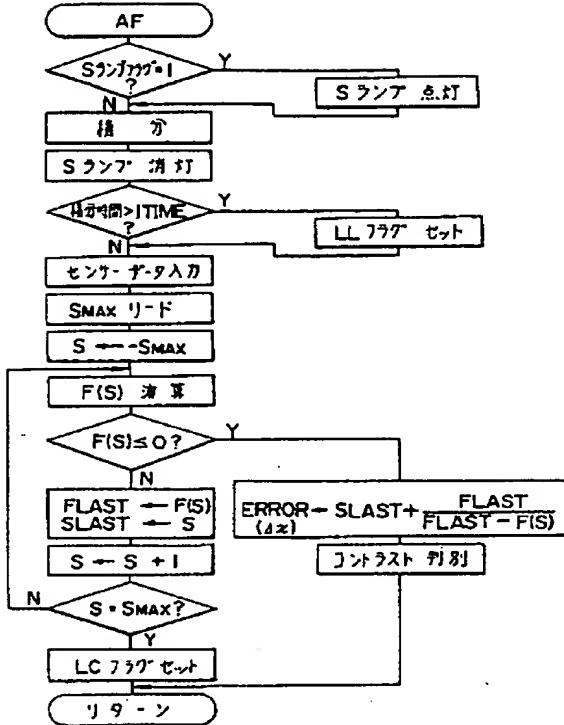 AF
Sランプフラグ=1
?
Y
N
Sランプ 点灯
積 分
Sランプ 消灯
積分時間>ITIME
?
Y
N
LLフラグ セット
センサーデータ入力
SMAX リード
S ← -SMAX
F(S) 演算
F(S)≤0?
Y
N
FLAST ← F(S)
SLAST ← S
ERROR ← SLAST + FLAST / FLAST - F(S)
(Δx)
S ← S + 1
コントラスト 判別
N
S = SMAX?
Y
LC フラグセット
リターン